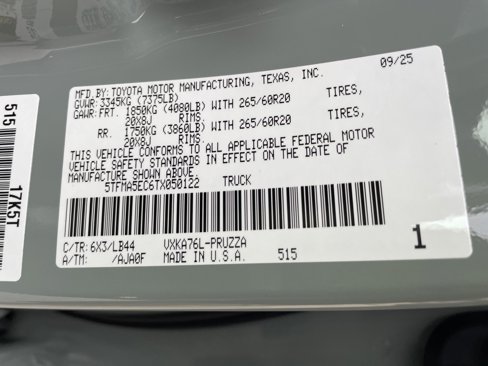 MFD.BY: TOYOTA MOTOR MANUFACTURING, TEXAS, INC. 09/25
GVWR: 3345KG (7375LB)
GAWR: FRT. 1850KG (4080LB) WITH 265/60R20 TIRES,
20X8J RIMS.
RR. 1750KG (3860LB) WITH 265/60R20 TIRES,
20X8J RIMS.
THIS VEHICLE CONFORMS TO ALL APPLICABLE FEDERAL MOTOR
VEHICLE SAFETY STANDARDS IN EFFECT ON THE DATE OF
MANUFACTURE SHOWN ABOVE.
5TFMA5EC6TX050122 TRUCK
C/TR: 6X3/LB44 VXKA76L-PRUZZA
A/TM: /AJA0F MADE IN U.S.A. 515
1
515 17K5T